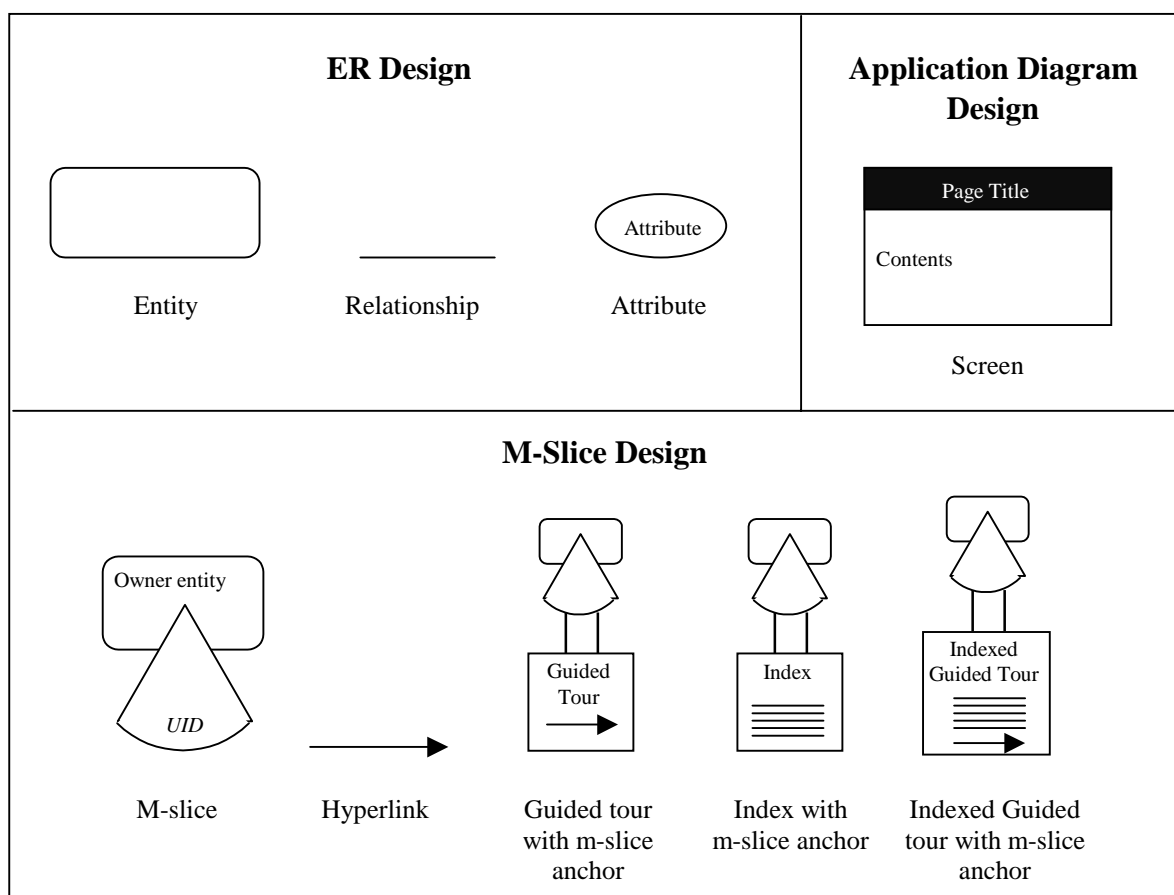 ER Design
Application Diagram
Design
Attribute
Entity
Relationship
Attribute
Page Title
Contents
Screen
M-Slice Design
Owner entity
UID
M-slice
Hyperlink
Guided
Tour
Guided tour
with m-slice
anchor
Index
Index with
m-slice anchor
Indexed
Guided Tour
Indexed Guided
tour with m-slice
anchor